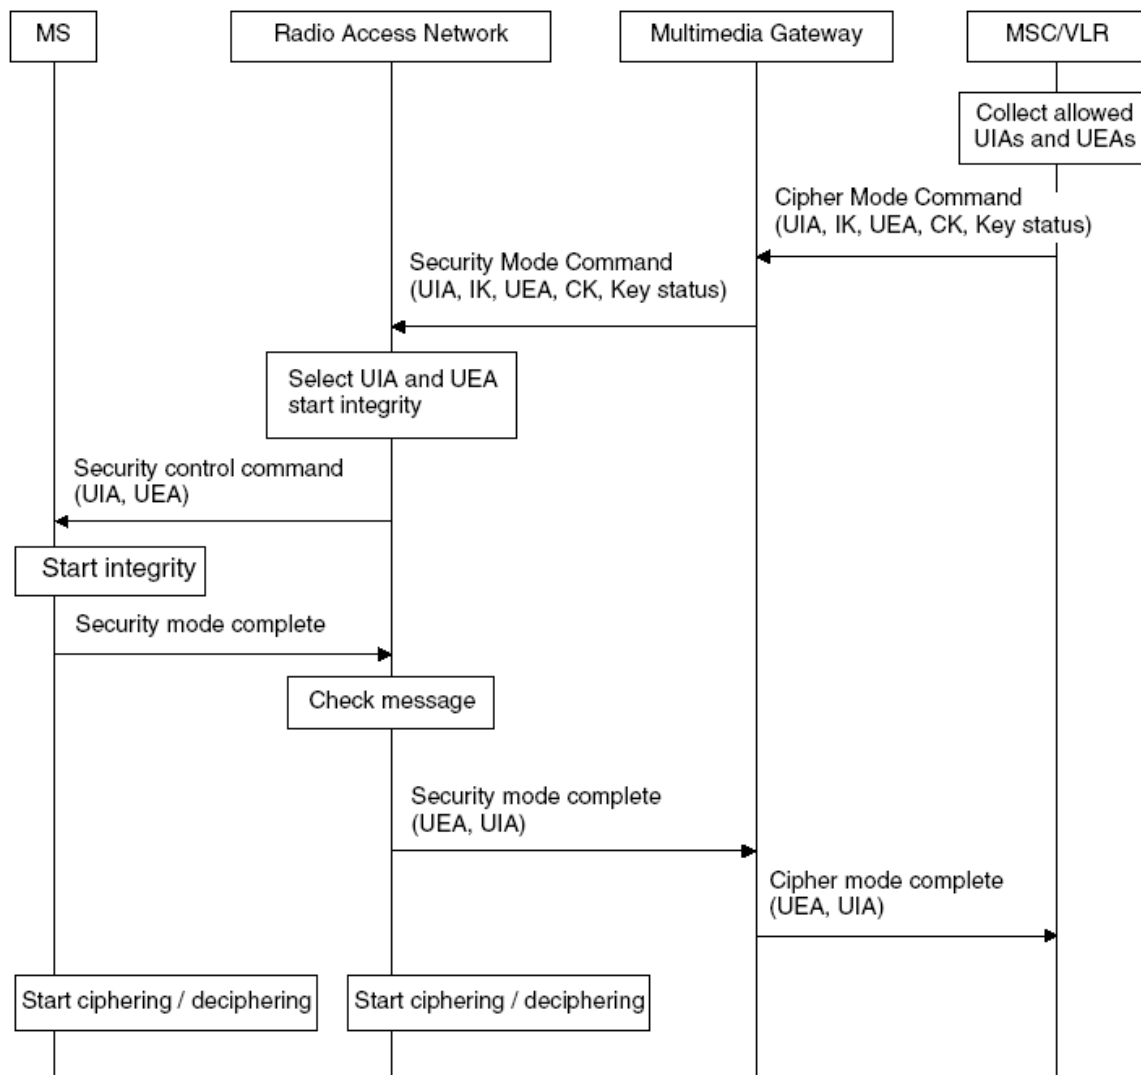 MS
Radio Access Network
Multimedia Gateway
MSC/VLR
Collect allowed
UIAs and UEAs
Cipher Mode Command
(UIA, IK, UEA, CK, Key status)
Security Mode Command
(UIA, IK, UEA, CK, Key status)
Select UIA and UEA
start integrity
Security control command
(UIA, UEA)
Start integrity
Security mode complete
Check message
Security mode complete
(UEA, UIA)
Cipher mode complete
(UEA, UIA)
Start ciphering / deciphering
Start ciphering / deciphering